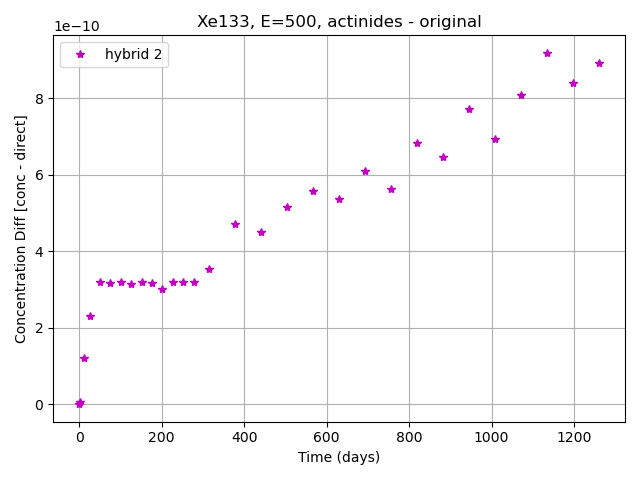 Xe133, E=500, actinides - original
1e−10
hybrid 2
Concentration Diff [conc - direct]
8
6
4
2
0
0 200 400 600 800 1000 1200
Time (days)